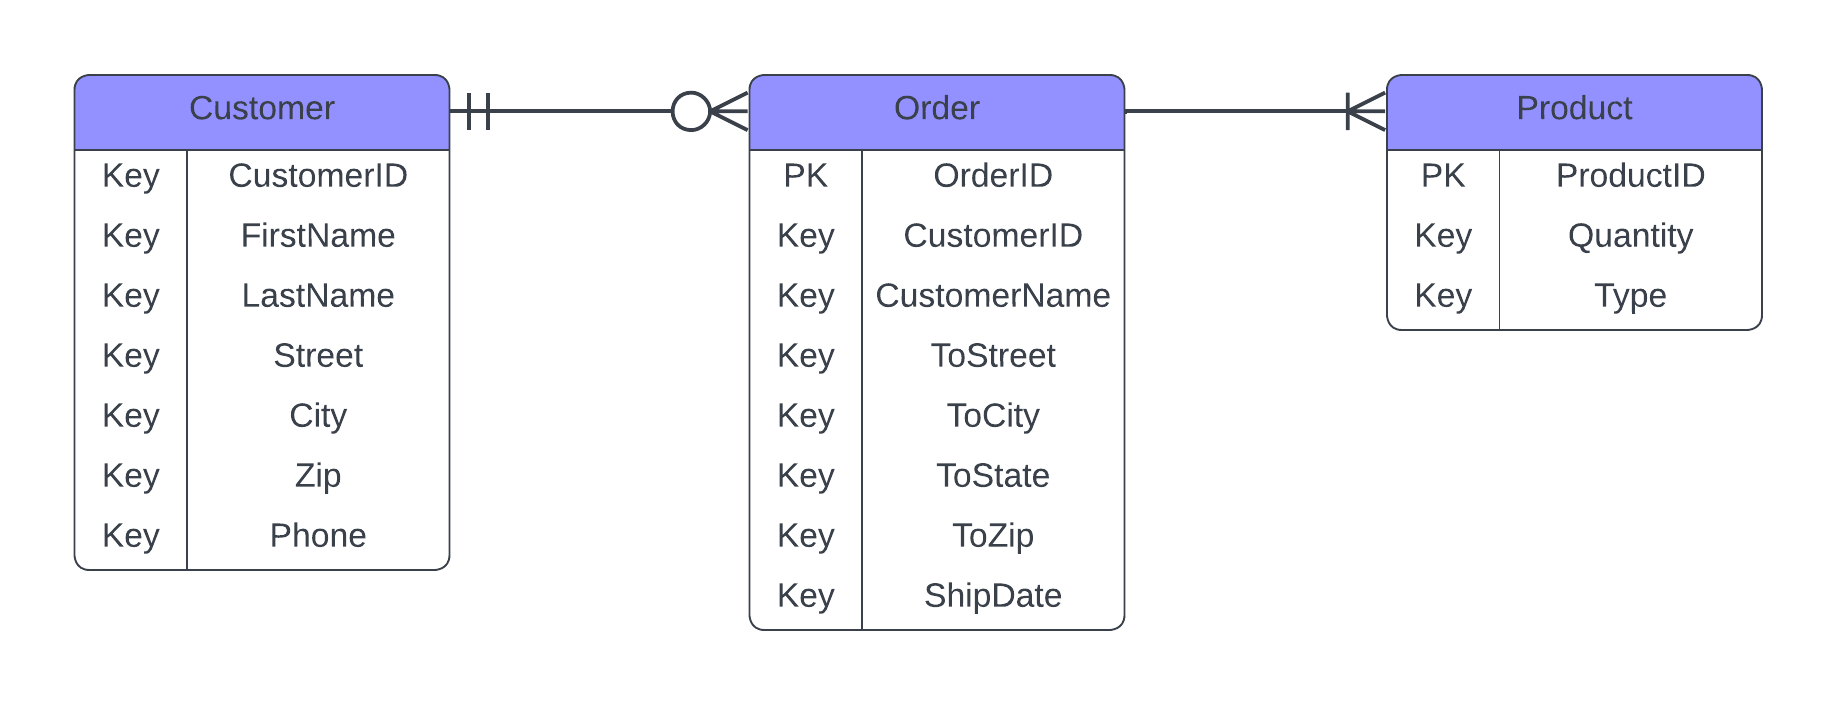 Customer
Key CustomerID
Key FirstName
Key LastName
Key Street
Key City
Key Zip
Key Phone
Order
PK OrderID
Key CustomerID
Key CustomerName
Key ToStreet
Key ToCity
Key ToState
Key ToZip
Key ShipDate
Product
PK ProductID
Key Quantity
Key Type